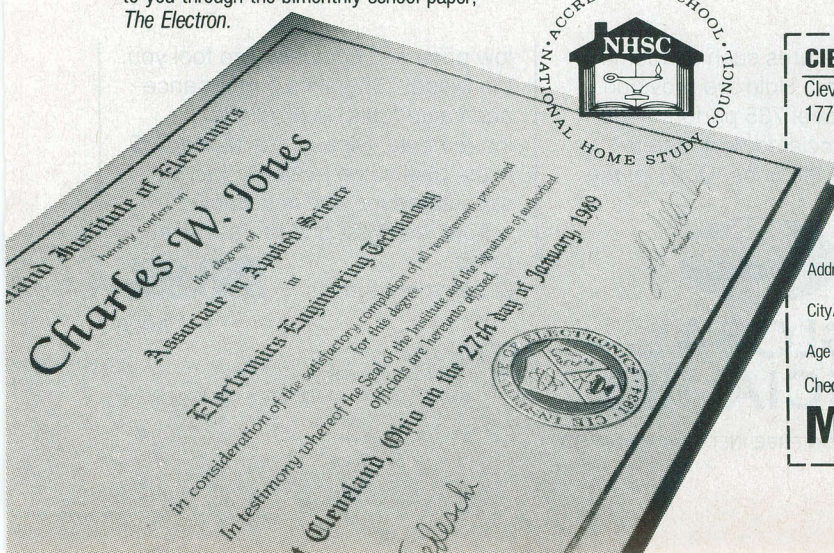 to you through the bimonthly school paper,
The Electron.
NHSC
ACCREDITED SCHOOL
NATIONAL HOME STUDY COUNCIL
land Institute of Electronics
hereby confers on
Charles W. Jones
the degree of
Associate in Applied Science
in
Electronics Engineering Technology
in consideration of the satisfactory completion of all requirements prescribed
for this degree.
In testimony whereof the Seal of the Institute and the signatures of authorized
officials are hereunto affixed.
Cleveland, Ohio on the 27th day of January, 1989
President
CIE
Clev
177
Addr
City
Age
Chec
M